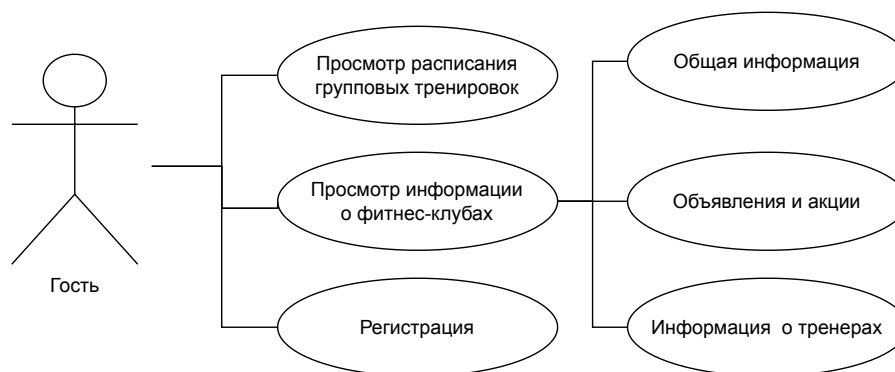 Просмотр расписания
групповых тренировок
Общая информация
Просмотр информации
о фитнес-клубах
Объявления и акции
Гость
Регистрация
Информация о тренерах